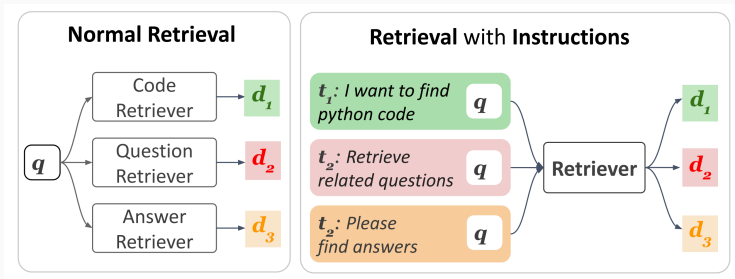 Normal Retrieval
q
Code
Retriever
d1
Question
Retriever
d2
Answer
Retriever
d3
Retrieval with Instructions
t1: I want to find
python code
q
t2: Retrieve
related questions
q
t2: Please
find answers
q
Retriever
d1
d2
d3